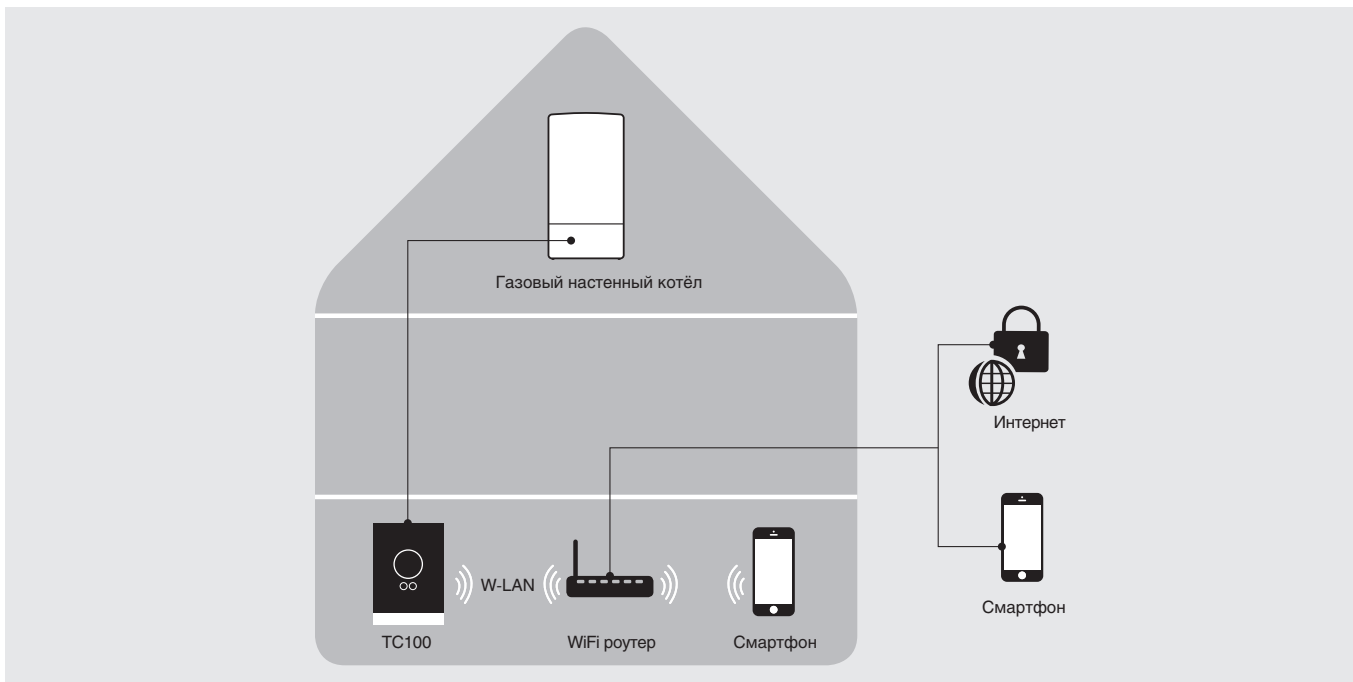 Газовый настенный котёл
Интернет
W-LAN
TC100
WiFi роутер
Смартфон
Смартфон